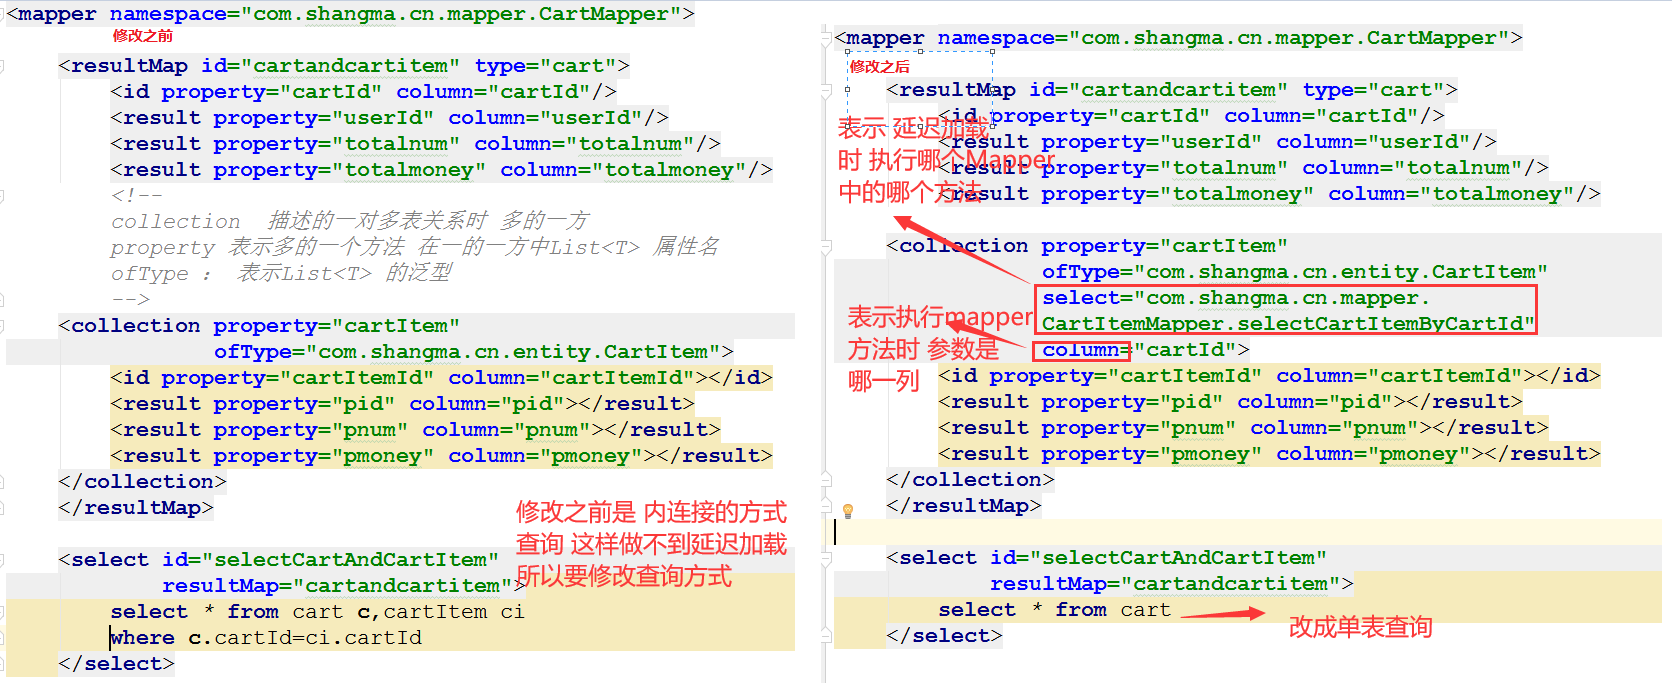 <mapper namespace="com.shangma.cn.mapper.CartMapper">
修改之前
<resultMap id="cartandcartitem" type="cart">
<id property="cartId" column="cartId"/>
<result property="userId" column="userId"/>
<result property="totalnum" column="totalnum"/>
<result property="totalmoney" column="totalmoney"/>
<!--
collection 描述的一对多表关系时 多的一方
property 表示多的一个方法 在一的一方中List<T> 属性名
ofType : 表示List<T> 的泛型
-->
<collection property="cartItem"
ofType="com.shangma.cn.entity.CartItem">
<id property="cartItemId" column="cartItemId"></id>
<result property="pid" column="pid"></result>
<result property="pnum" column="pnum"></result>
<result property="pmoney" column="pmoney"></result>
</collection>
</resultMap>
修改之前是 内连接的方式
查询 这样做不到延迟加载
所以要修改查询方式
<select id="selectCartAndCartItem"
resultMap="cartandcartitem">
select * from cart c,cartItem ci
where c.cartId=ci.cartId
</select>
<mapper namespace="com.shangma.cn.mapper.CartMapper">
修改之后
<resultMap id="cartandcartitem" type="cart">
<id property="cartId" column="cartId"/>
<result property="userId" column="userId"/>
<result property="totalnum" column="totalnum"/>
<result property="totalmoney" column="totalmoney"/>
表示 延迟加载
时 执行哪个Mapper
中的哪个方法
<collection property="cartItem"
ofType="com.shangma.cn.entity.CartItem"
select="com.shangma.cn.mapper.
CartItemMapper.selectCartItemByCartId"
column="cartId">
表示执行mapper
方法时 参数是
哪一列
<id property="cartItemId" column="cartItemId"></id>
<result property="pid" column="pid"></result>
<result property="pnum" column="pnum"></result>
<result property="pmoney" column="pmoney"></result>
</collection>
</resultMap>
<select id="selectCartAndCartItem"
resultMap="cartandcartitem">
select * from cart
改成单表查询
</select>